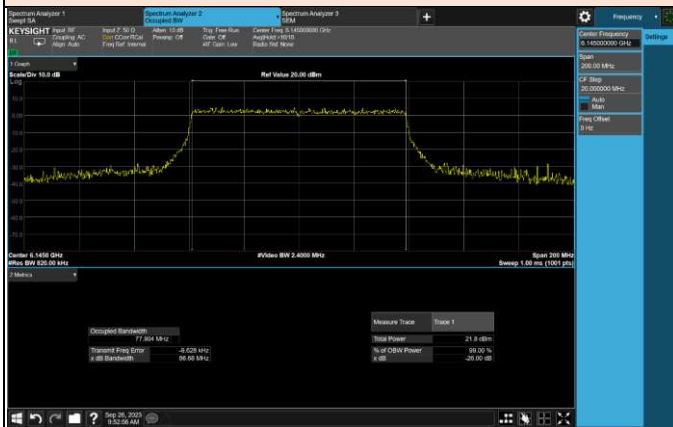 Spectrum Analyzer 1
Swept SA
Spectrum Analyzer 2
Occupied BW
Spectrum Analyzer 3
SEM
+
Frequency
KEYSIGHT
Input: RF
Coupling: AC
Align: Auto
Input Z: 50 Ω
Corr CCorr RCal
Freq Ref: Internal
Atten: 10 dB
Preamp: Off
Trig: Free Run
Gate: Off
#IF Gain: Low
Center Freq: 6.145000000 GHz
Avg|Hold:>10/10
Radio Std: None
Center Frequency
6.145000000 GHz
Settings
Span
200.00 MHz
CF Step
20.000000 MHz
Auto
Man
Freq Offset
0 Hz
1 Graph
Scale/Div 10.0 dB
Ref Value 20.00 dBm
Log
Center 6.1450 GHz
#Res BW 820.00 kHz
#Video BW 2.4000 MHz
Span 200 MHz
Sweep 1.00 ms (1001 pts)
2 Metrics
Occupied Bandwidth
77.904 MHz
Transmit Freq Error
-8.628 kHz
x dB Bandwidth
86.68 MHz
Measure Trace
Trace 1
Total Power
21.8 dBm
% of OBW Power
99.00 %
x dB
-26.00 dB
?
Sep 26, 2023
9:52:56 AM